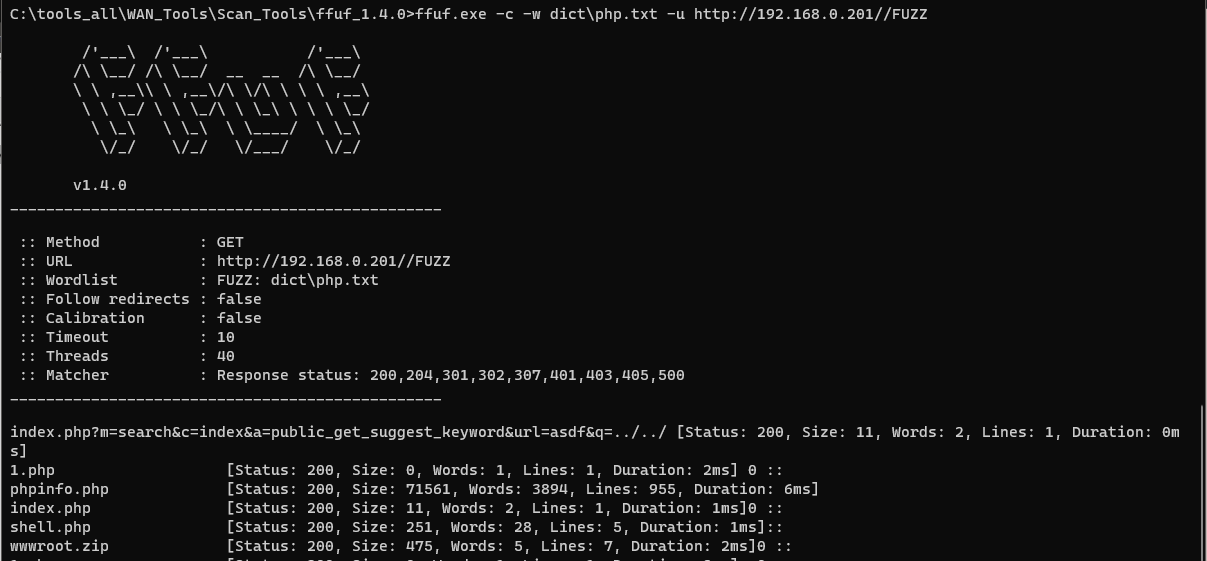 C:\tools_all\WAN_Tools\Scan_Tools\ffuf_1.4.0>ffuf.exe -c -w dict\php.txt -u http://192.168.0.201//FUZZ
        /'___\  /'___\           /'___\
       /\ \__/ /\ \__/  __  __  /\ \__/
       \ \ ,__\\ \ ,__\/\ \/\ \ \ \ ,__\
        \ \ \_/ \ \ \_/\ \ \_\ \ \ \ \_/
         \ \_\   \ \_\  \ \____/  \ \_\
          \/_/    \/_/   \/___/    \/_/
       v1.4.0
________________________________________________
 :: Method           : GET
 :: URL              : http://192.168.0.201//FUZZ
 :: Wordlist         : FUZZ: dict\php.txt
 :: Follow redirects : false
 :: Calibration      : false
 :: Timeout          : 10
 :: Threads          : 40
 :: Matcher          : Response status: 200,204,301,302,307,401,403,405,500
________________________________________________
index.php?m=search&c=index&a=public_get_suggest_keyword&url=asdf&q=../../ [Status: 200, Size: 11, Words: 2, Lines: 1, Duration: 0m
s]
1.php                   [Status: 200, Size: 0, Words: 1, Lines: 1, Duration: 2ms] 0 ::
phpinfo.php             [Status: 200, Size: 71561, Words: 3894, Lines: 955, Duration: 6ms]
index.php               [Status: 200, Size: 11, Words: 2, Lines: 1, Duration: 1ms]0 ::
shell.php               [Status: 200, Size: 251, Words: 28, Lines: 5, Duration: 1ms]::
wwwroot.zip             [Status: 200, Size: 475, Words: 5, Lines: 7, Duration: 2ms]0 ::